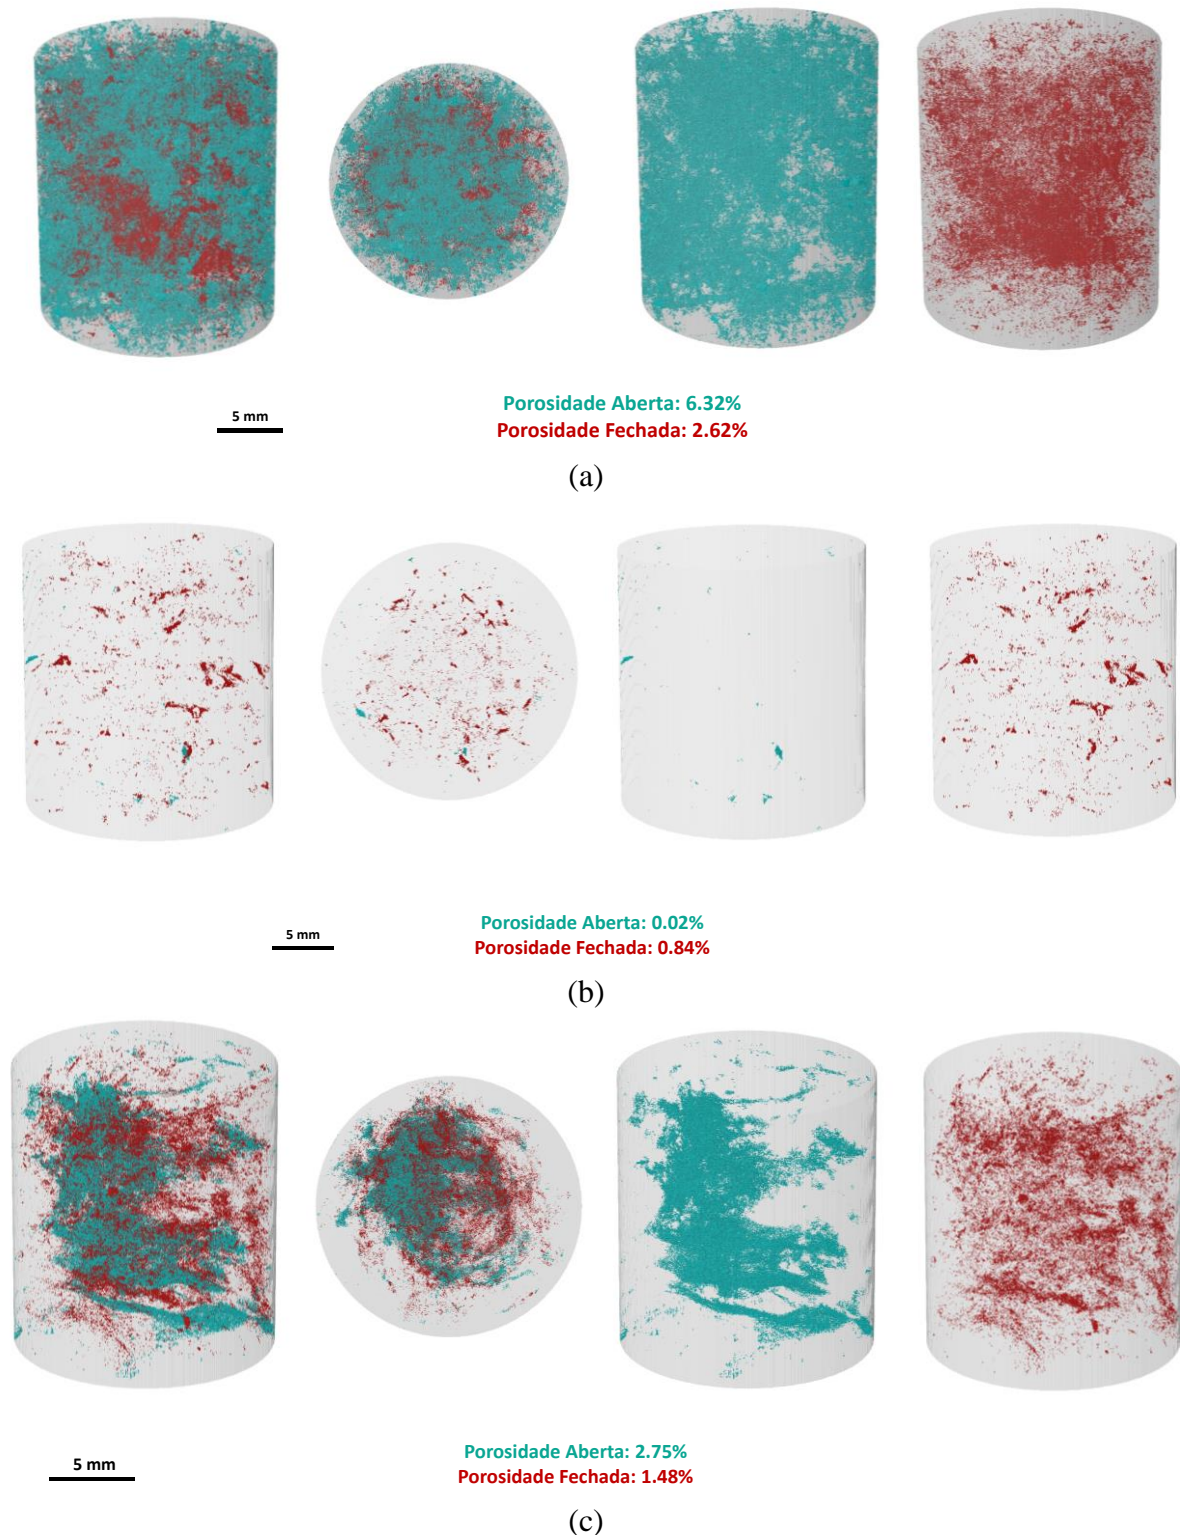 5 mm
Porosidade Aberta: 6.32%
Porosidade Fechada: 2.62%
(a)
5 mm
Porosidade Aberta: 0.02%
Porosidade Fechada: 0.84%
(b)
5 mm
Porosidade Aberta: 2.75%
Porosidade Fechada: 1.48%
(c)